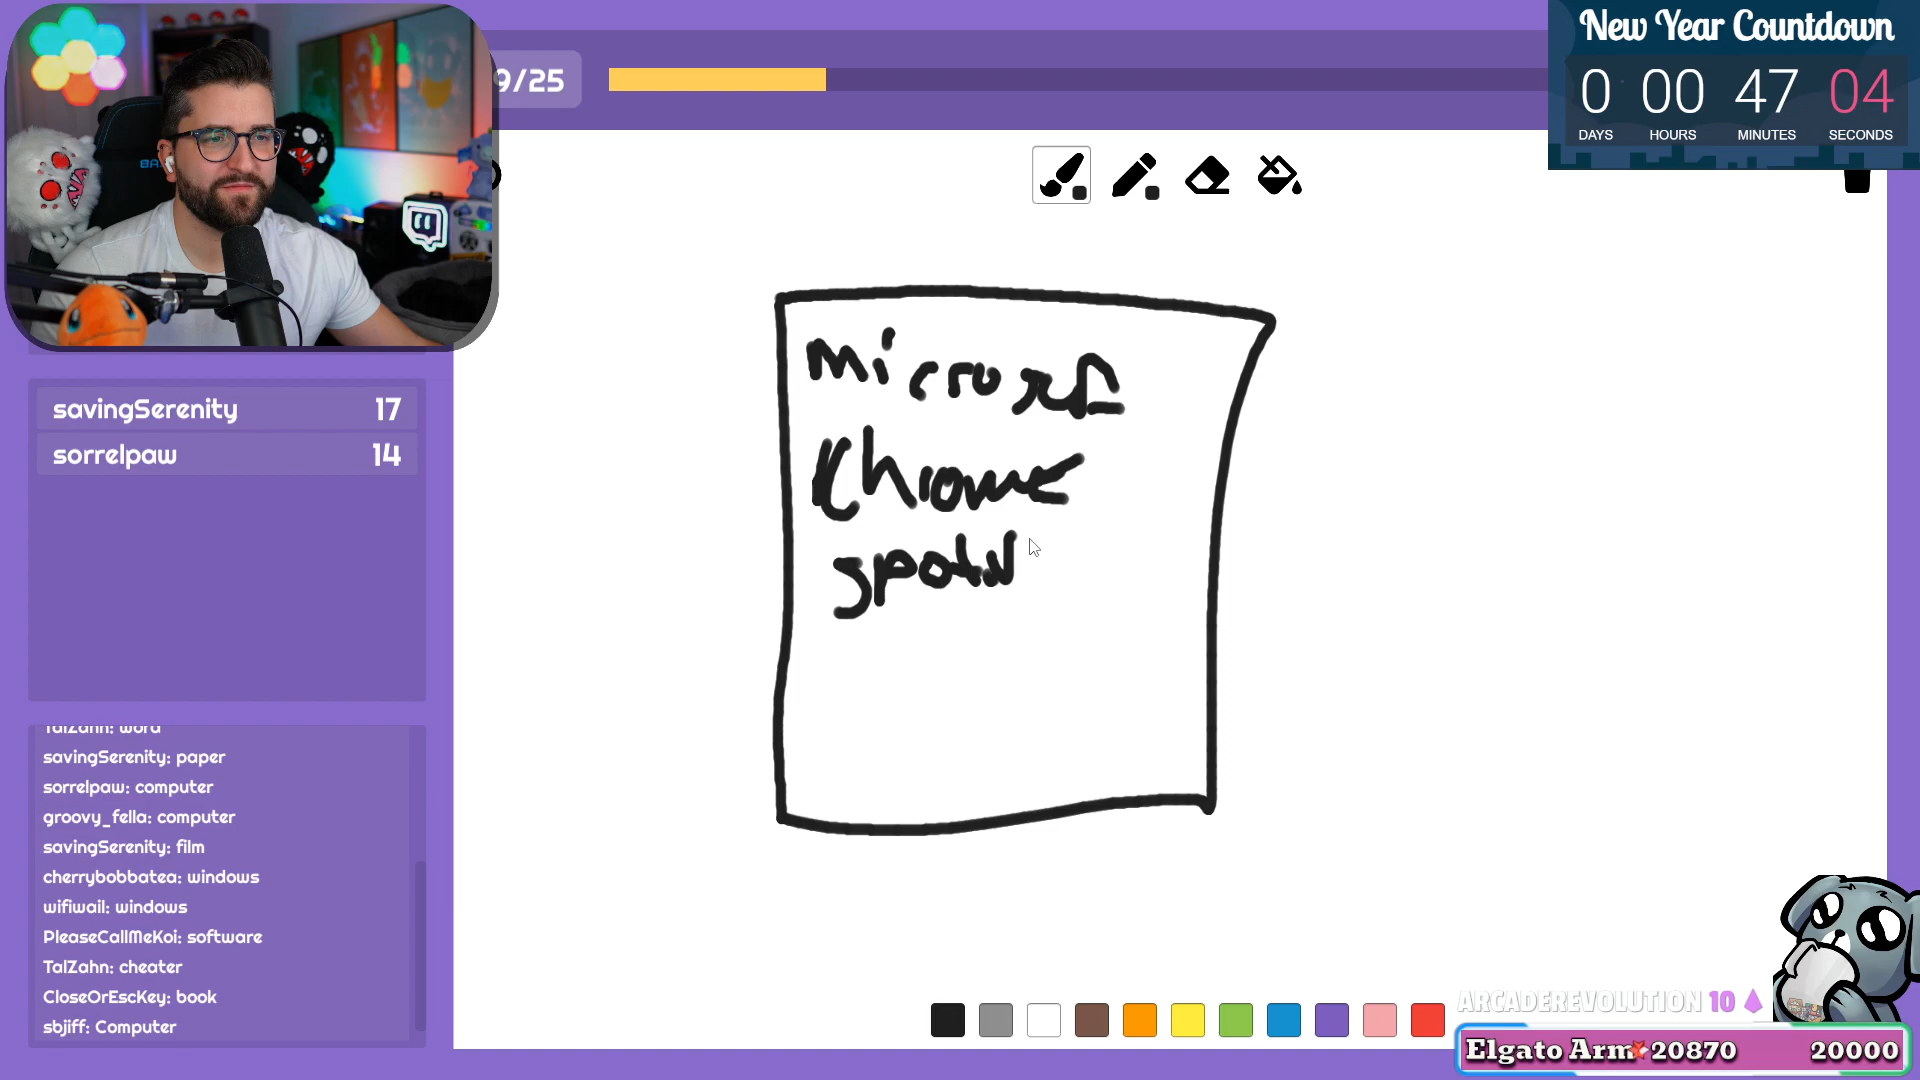 New Year Countdown
0 00 47 04
DAYS HOURS MINUTES SECONDS
9/25
savingSerenity 17
sorrelpaw 14
TalZahn: word
savingSerenity: paper
sorrelpaw: computer
groovy_fella: computer
savingSerenity: film
cherrybobbatea: windows
wifiwail: windows
PleaseCallMeKoi: software
TalZahn: cheater
CloseOrEscKey: book
sbjiff: Computer
Chrome
ARCADEREVOLUTION 10
Elgato Arm 20870 20000